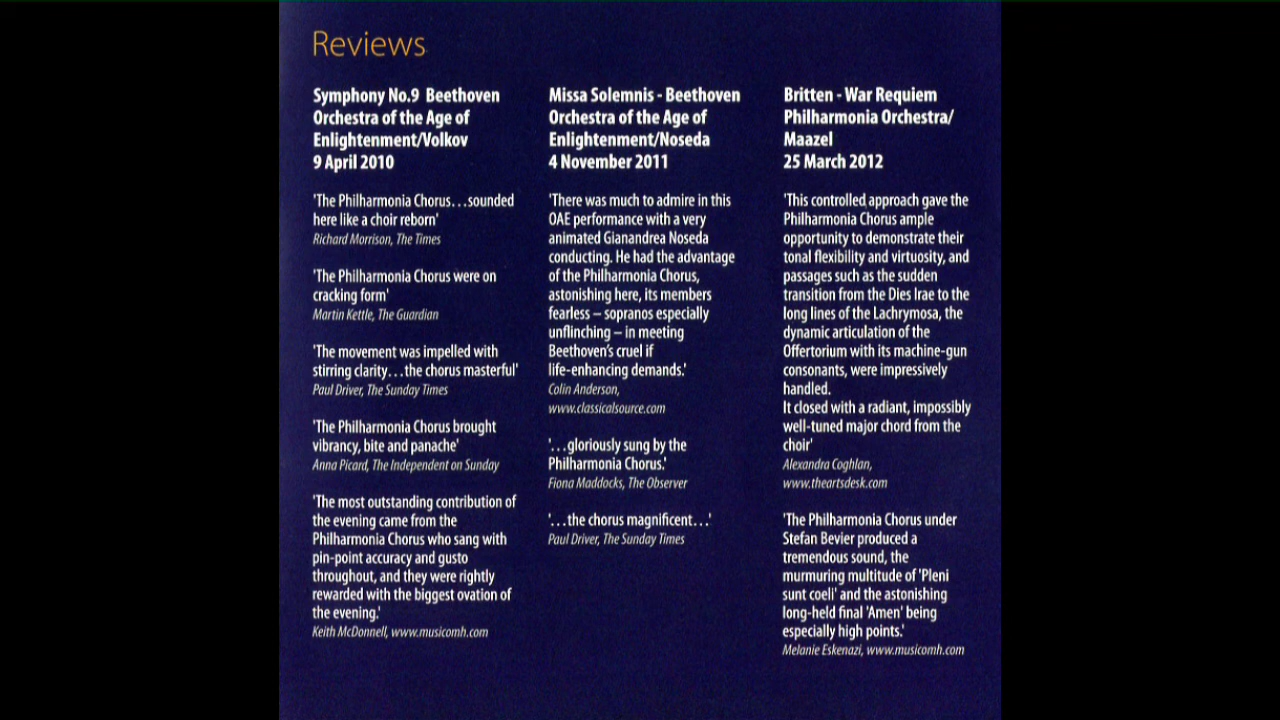 Reviews
Symphony No.9 Beethoven
Orchestra of the Age of
Enlightenment/Volkov
9 April 2010
'The Philharmonia Chorus...sounded
here like a choir reborn'
Richard Morrison, The Times
'The Philharmonia Chorus were on
cracking form'
Martin Kettle, The Guardian
'The movement was impelled with
stirring clarity...the chorus masterful'
Paul Driver, The Sunday Times
'The Philharmonia Chorus brought
vibrancy, bite and panache'
Anna Picard, The Independent on Sunday
'The most outstanding contribution of
the evening came from the
Philharmonia Chorus who sang with
pin-point accuracy and gusto
throughout, and they were rightly
rewarded with the biggest ovation of
the evening.'
Keith McDonnell, www.musicomh.com
Missa Solemnis - Beethoven
Orchestra of the Age of
Enlightenment/Noseda
4 November 2011
'There was much to admire in this
OAE performance with a very
animated Gianandrea Noseda
conducting. He had the advantage
of the Philharmonia Chorus,
astonishing here, its members
fearless – sopranos especially
unflinching – in meeting
Beethoven's cruel if
life-enhancing demands.'
Colin Anderson,
www.classicalsource.com
'...gloriously sung by the
Philharmonia Chorus.'
Fiona Maddocks, The Observer
'...the chorus magnificent...'
Paul Driver, The Sunday Times
Britten - War Requiem
Philharmonia Orchestra/
Maazel
25 March 2012
'This controlled approach gave the
Philharmonia Chorus ample
opportunity to demonstrate their
tonal flexibility and virtuosity, and
passages such as the sudden
transition from the Dies Irae to the
long lines of the Lachrymosa, the
dynamic articulation of the
Offertorium with its machine-gun
consonants, were impressively
handled.
It closed with a radiant, impossibly
well-tuned major chord from the
choir'
Alexandra Coghlan,
www.theartsdesk.com
'The Philharmonia Chorus under
Stefan Bevier produced a
tremendous sound, the
murmuring multitude of 'Pleni
sunt coeli' and the astonishing
long-held final 'Amen' being
especially high points.'
Melanie Eskenazi, www.musicomh.com